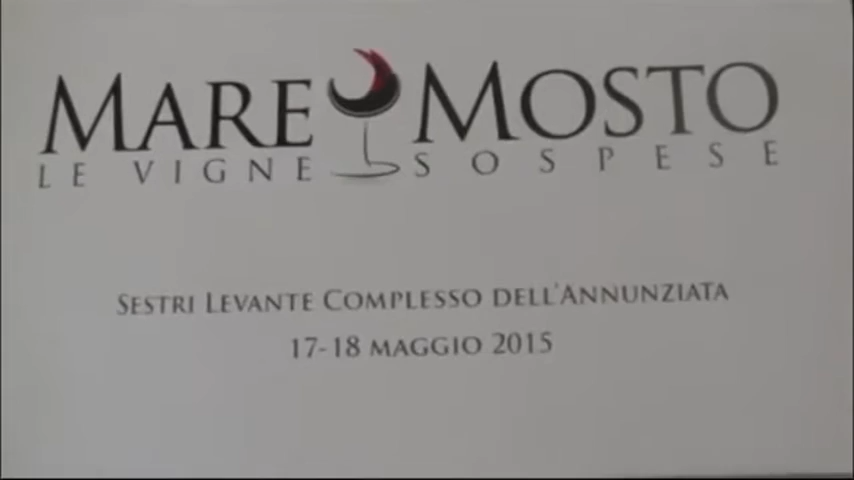 MARE MOSTO
LE VIGNE SOSPESE
SESTRI LEVANTE COMPLESSO DELL'ANNUNZIATA
17-18 MAGGIO 2015